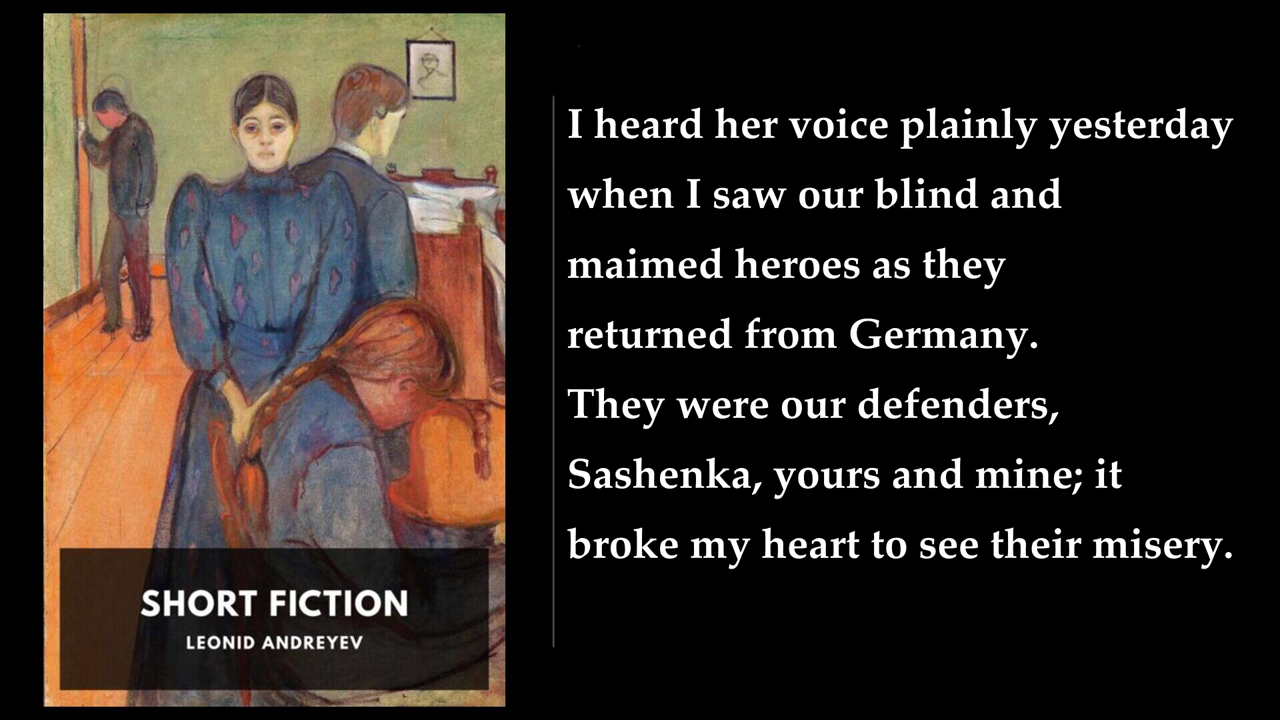 SHORT FICTION
LEONID ANDREYEV
I heard her voice plainly yesterday
when I saw our blind and
maimed heroes as they
returned from Germany.
They were our defenders,
Sashenka, yours and mine; it
broke my heart to see their misery.